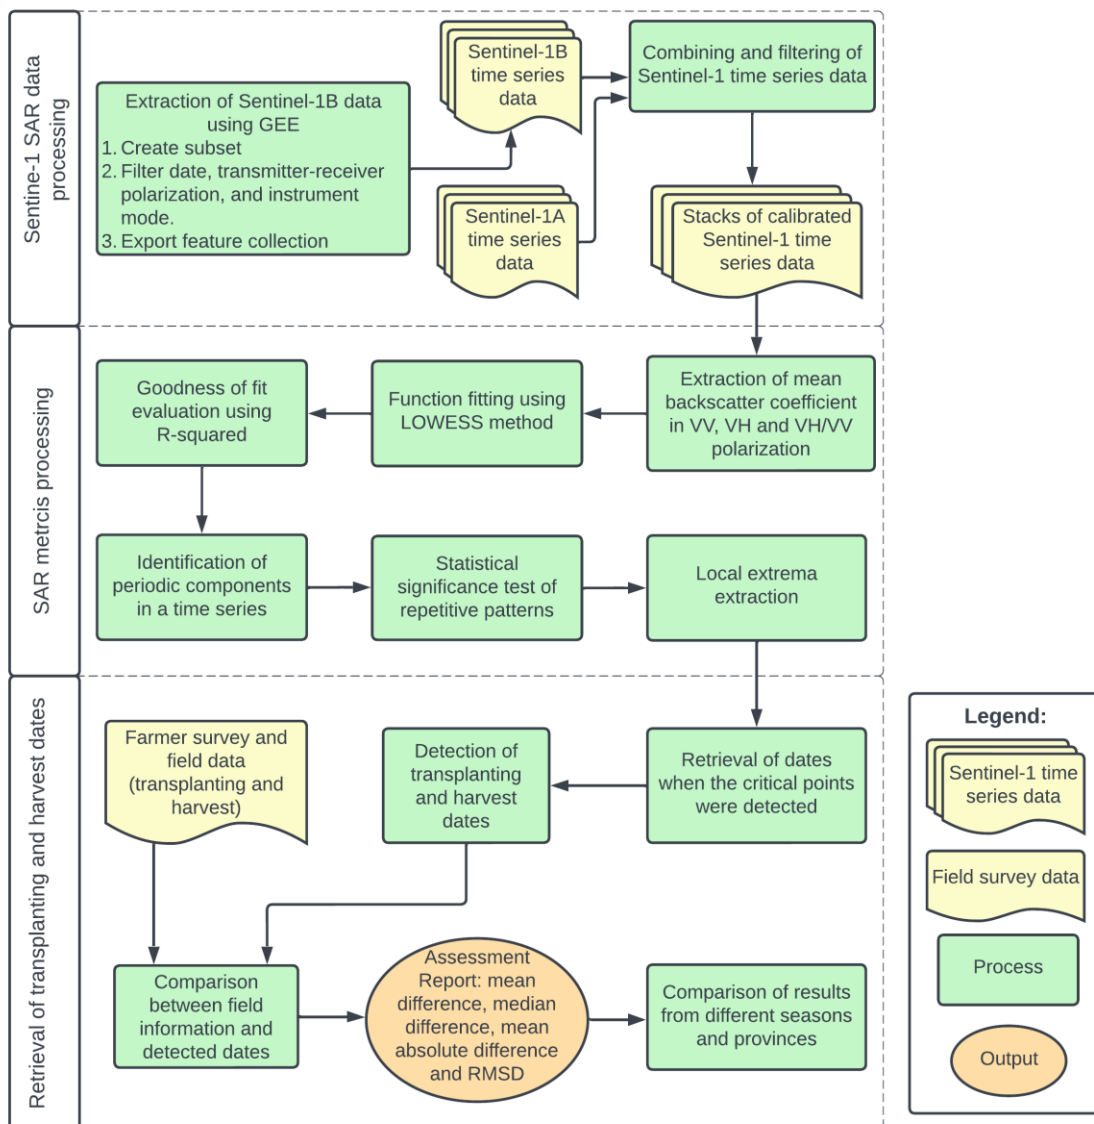 Sentine-1 SAR data
processing
Extraction of Sentinel-1B data
using GEE
1. Create subset
2. Filter date, transmitter-receiver
polarization, and instrument
mode.
3. Export feature collection
Sentinel-1B
time series
data
Sentinel-1A
time series
data
Combining and filtering of
Sentinel-1 time series data
Stacks of calibrated
Sentinel-1 time
series data
SAR metrcis processing
Extraction of mean
backscatter coefficient
in VV, VH and VH/VV
polarization
Function fitting using
LOWESS method
Goodness of fit
evaluation using
R-squared
Identification of
periodic components
in a time series
Statistical
significance test of
repetitive patterns
Local extrema
extraction
Retrieval of transplanting and harvest dates
Retrieval of dates
when the critical points
were detected
Detection of
transplanting
and harvest
dates
Farmer survey and
field data
(transplanting and
harvest)
Comparison
between field
information and
detected dates
Assessment
Report: mean
difference, median
difference, mean
absolute difference
and RMSD
Comparison of results
from different seasons
and provinces
Legend:
Sentinel-1 time
series data
Field survey data
Process
Output